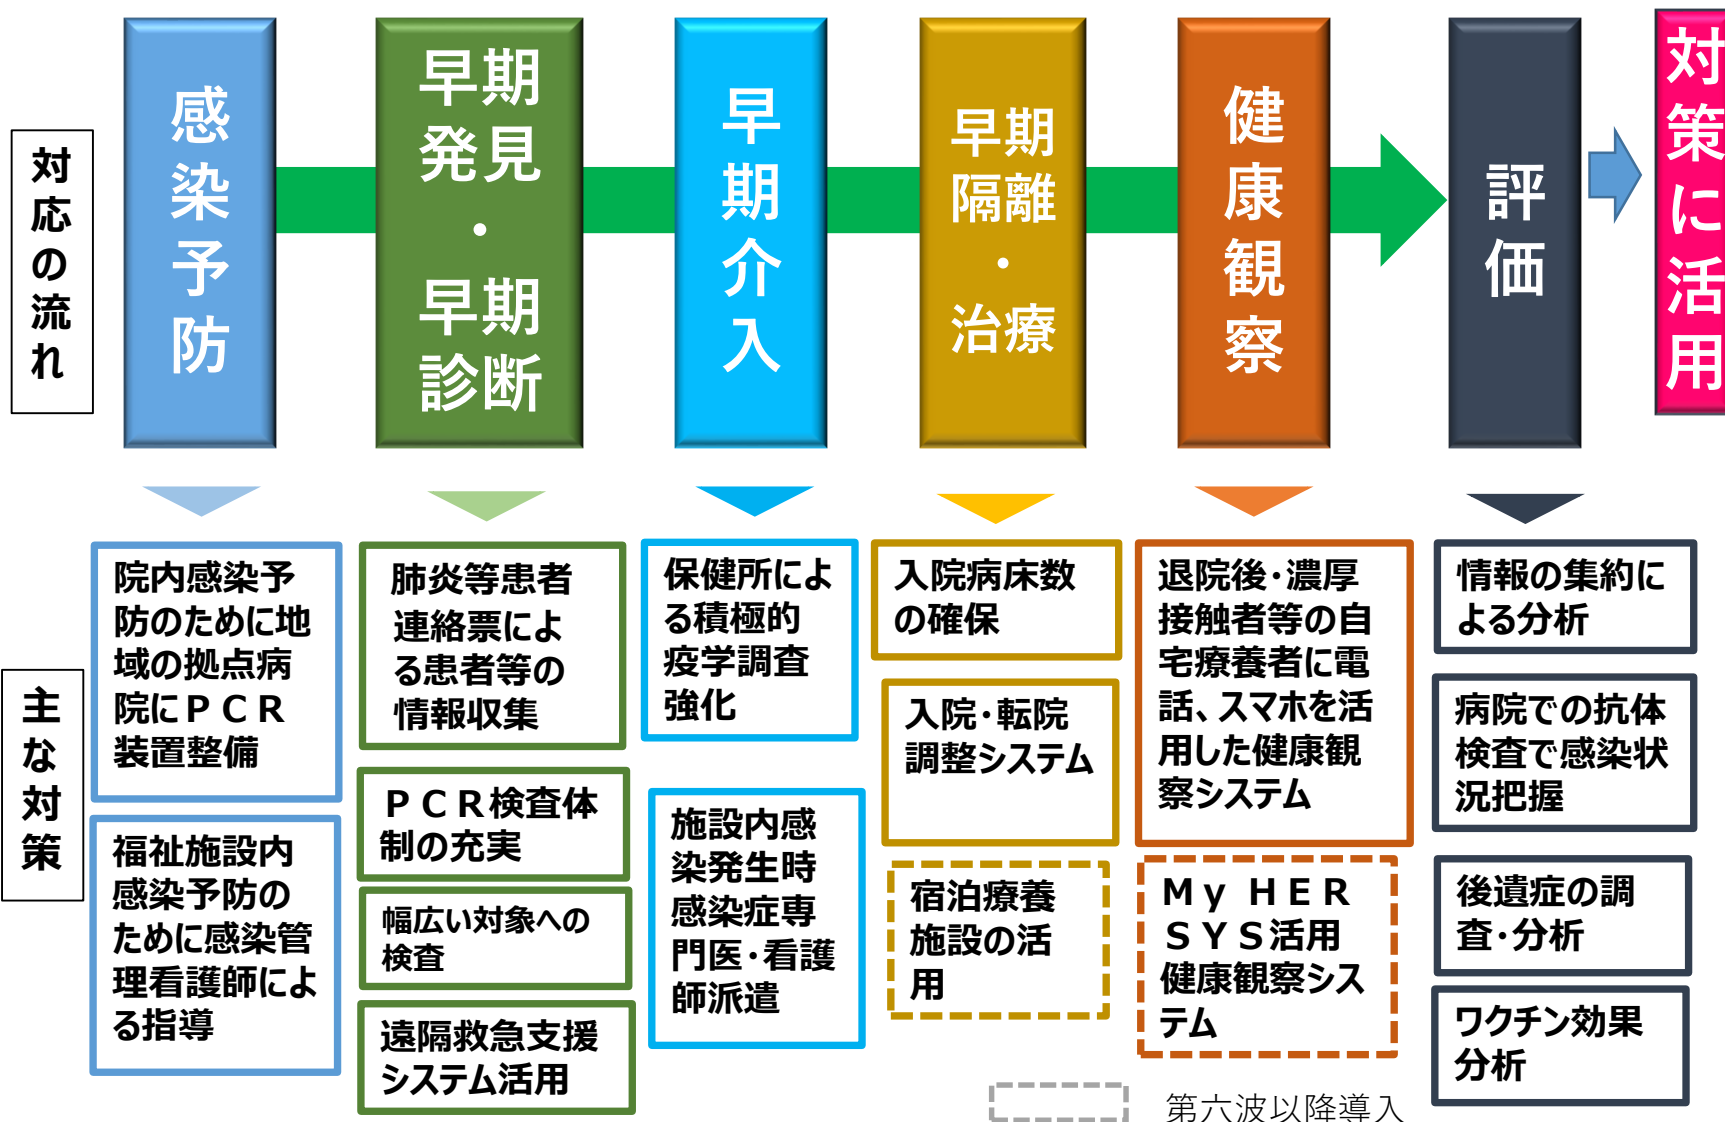 対応の流れ
感染予防
早期
発見
・
早期
診断
早期介入
早期
隔離
・
治療
健康観察
評価
対策に活用
主な対策
院内感染予
防のために地
域の拠点病
院にＰＣＲ
装置整備
福祉施設内
感染予防の
ために感染管
理看護師によ
る指導
肺炎等患者
連絡票によ
る患者等の
情報収集
ＰＣＲ検査体
制の充実
幅広い対象への
検査
遠隔救急支援
システム活用
保健所によ
る積極的
疫学調査
強化
施設内感
染発生時
感染症専
門医・看護
師派遣
入院病床数
の確保
入院・転院
調整システム
宿泊療養
施設の活
用
退院後・濃厚
接触者等の自
宅療養者に電
話、スマホを活
用した健康観
察システム
Ｍｙ ＨＥＲ
ＳＹＳ活用
健康観察シス
テム
情報の集約に
よる分析
病院での抗体
検査で感染状
況把握
後遺症の調
査・分析
ワクチン効果
分析
第六波以降導入